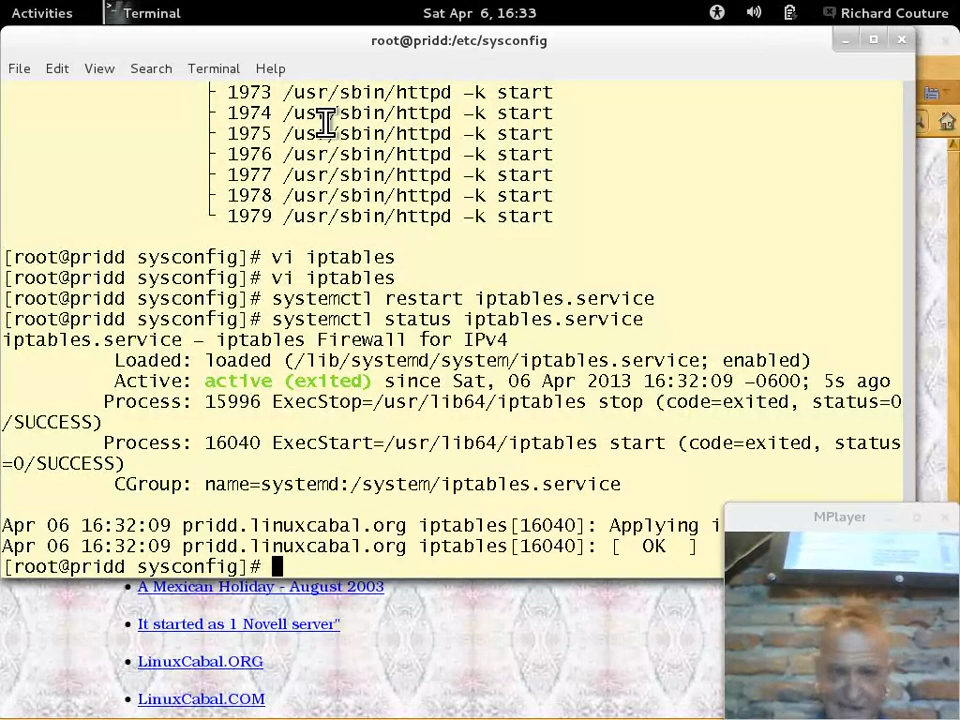 Activities
Terminal
Sat Apr 6, 16:33
Richard Couture
root@pridd:/etc/sysconfig
File Edit View Search Terminal Help
├ 1973 /usr/sbin/httpd -k start
├ 1974 /usr/sbin/httpd -k start
├ 1975 /usr/sbin/httpd -k start
├ 1976 /usr/sbin/httpd -k start
├ 1977 /usr/sbin/httpd -k start
├ 1978 /usr/sbin/httpd -k start
└ 1979 /usr/sbin/httpd -k start
[root@pridd sysconfig]# vi iptables
[root@pridd sysconfig]# vi iptables
[root@pridd sysconfig]# systemctl restart iptables.service
[root@pridd sysconfig]# systemctl status iptables.service
iptables.service - iptables Firewall for IPv4
Loaded: loaded (/lib/systemd/system/iptables.service; enabled)
Active: active (exited) since Sat, 06 Apr 2013 16:32:09 -0600; 5s ago
Process: 15996 ExecStop=/usr/lib64/iptables stop (code=exited, status=0
/SUCCESS)
Process: 16040 ExecStart=/usr/lib64/iptables start (code=exited, status
=0/SUCCESS)
CGroup: name=systemd:/system/iptables.service
Apr 06 16:32:09 pridd.linuxcabal.org iptables[16040]: Applying i
Apr 06 16:32:09 pridd.linuxcabal.org iptables[16040]: [ OK ]
[root@pridd sysconfig]#
MPlayer
A Mexican Holiday - August 2003
It started as 1 Novell server"
LinuxCabal.ORG
LinuxCabal.COM